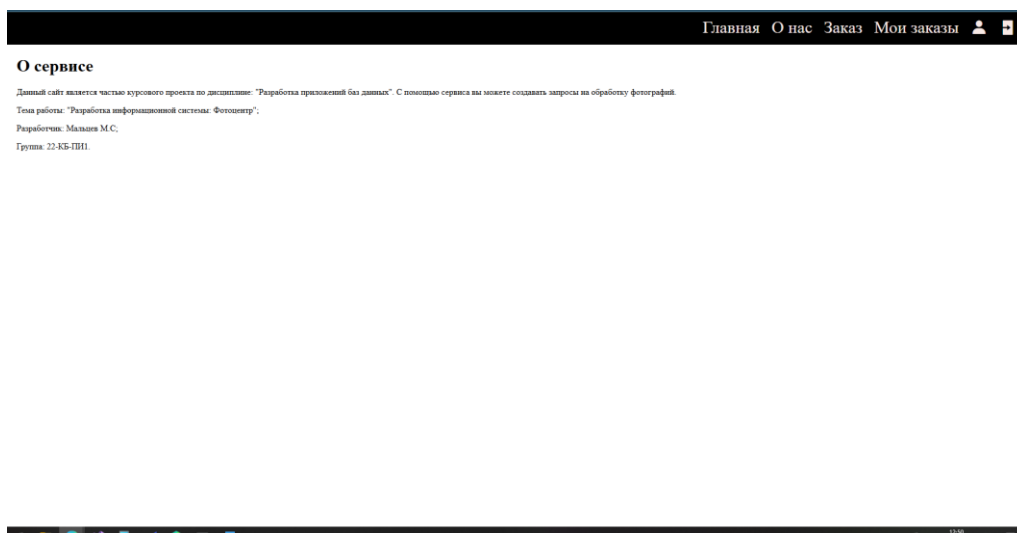 Главная О нас Заказ Мои заказы
О сервисе
Данный сайт является частью курсового проекта по дисциплине: "Разработка приложений баз данных". С помощью сервиса вы можете создавать запросы на обработку фотографий.
Тема работы: "Разработка информационной системы: Фотоцентр";
Разработчик: Мальцев М.С;
Группа: 22-КБ-ПИ1.
12:50